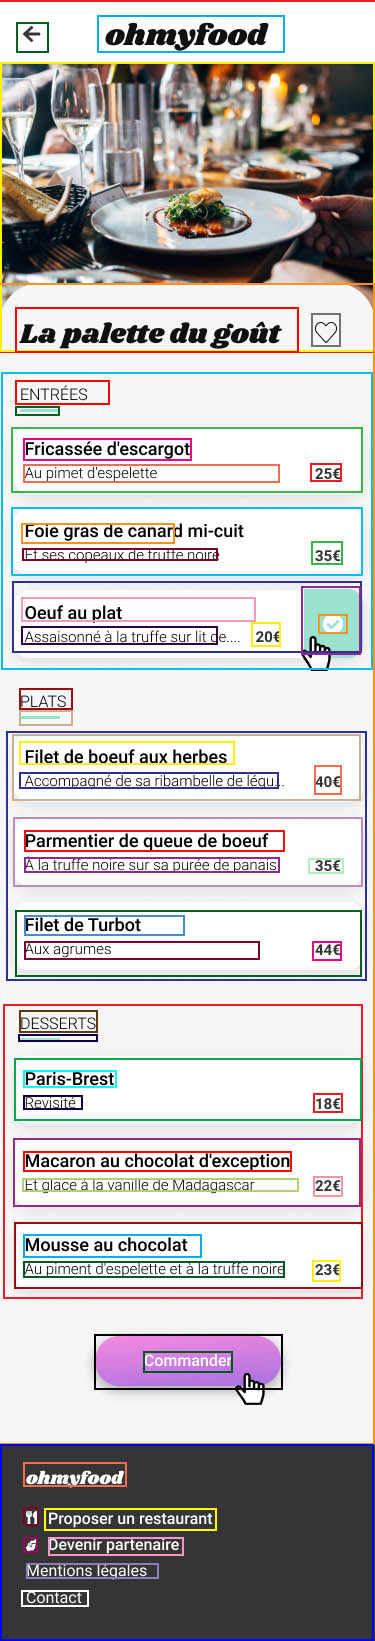 ohmyfood
La palette du goût
ENTRÉES
Fricassée d'escargot
Au pimet d'espelette 25€
Foie gras de canard mi-cuit
Et ses copeaux de truffe noire 35€
Oeuf au plat
Assaisonné à la truffe sur lit de.... 20€
PLATS
Filet de boeuf aux herbes
Accompagné de sa ribambelle de légu... 40€
Parmentier de queue de boeuf
À la truffe noire sur sa purée de panais 35€
Filet de Turbot
Aux agrumes 44€
DESSERTS
Paris-Brest
Revisité 18€
Macaron au chocolat d'exception
Et glace à la vanille de Madagascar 22€
Mousse au chocolat
Au piment d'espelette et à la truffe noire 23€
Commander
ohmyfood
Proposer un restaurant
Devenir partenaire
Mentions légales
Contact